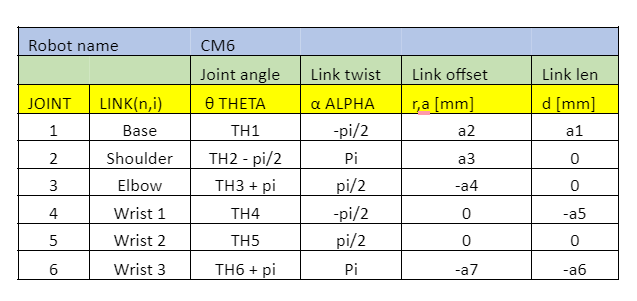 Robot name CM6
Joint angle Link twist Link offset Link len
JOINT LINK(n,i) θ THETA α ALPHA r,a [mm] d [mm]
1 Base TH1 -pi/2 a2 a1
2 Shoulder TH2 - pi/2 Pi a3 0
3 Elbow TH3 + pi pi/2 -a4 0
4 Wrist 1 TH4 -pi/2 0 -a5
5 Wrist 2 TH5 pi/2 0 0
6 Wrist 3 TH6 + pi Pi -a7 -a6